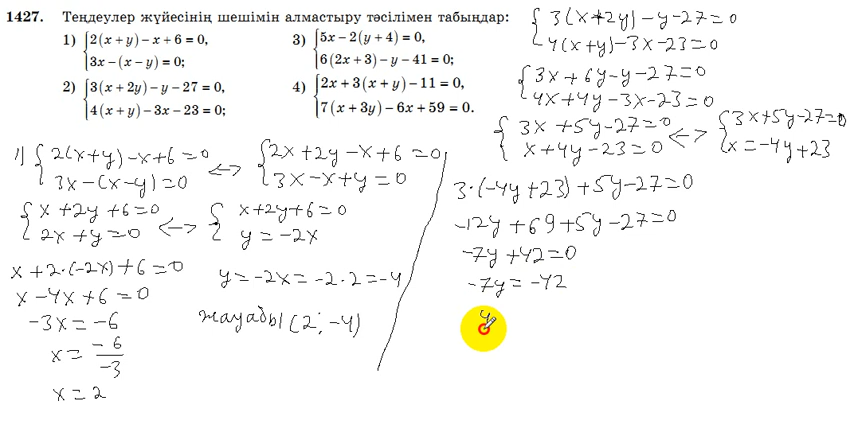 1427. Теңдеулер жүйесінің шешімін алмастыру тәсілімен табыңдар:
1) {2(x+y)−x+6=0,
3x−(x−y)=0;
2) {3(x+2y)−y−27=0,
4(x+y)−3x−23=0;
3) {5x−2(y+4)=0,
6(2x+3)−y−41=0;
4) {2x+3(x+y)−11=0,
7(x+3y)−6x+59=0.
1) {2(x+y)−x+6=0 <-> {2x+2y−x+6=0
3x−(x−y)=0 3x−x+y=0
{x+2y+6=0 <-> {x+2y+6=0
2x+y=0 y=−2x
x+2·(−2x)+6=0
x−4x+6=0
−3x=−6
x=−6/−3
x=2
y=−2x=−2·2=−4
жауабы (2; −4)
{3(x+2y)−y−27=0
4(x+y)−3x−23=0
{3x+6y−y−27=0
4x+4y−3x−23=0
{3x+5y−27=0 <-> {3x+5y−27=0
x+4y−23=0 x=−4y+23
3·(−4y+23)+5y−27=0
−12y+69+5y−27=0
−7y+42=0
−7y=−42
y